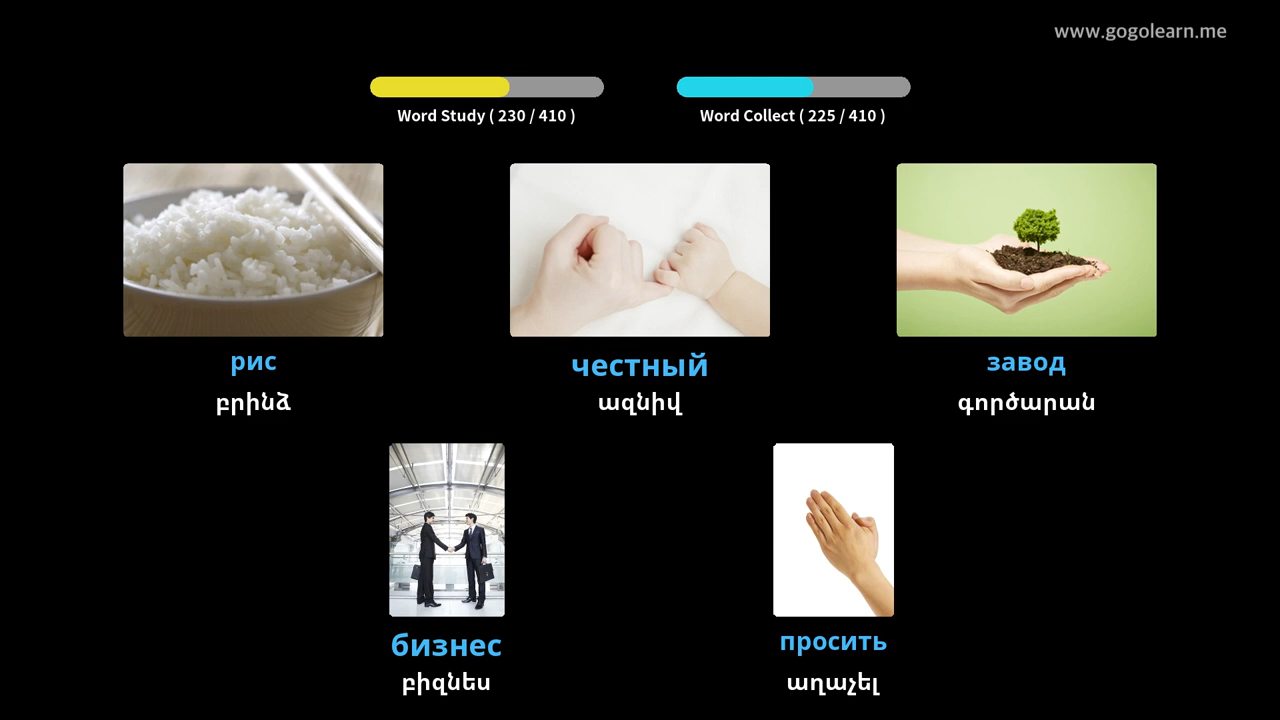 www.gogolearn.me
Word Study ( 230 / 410 )
Word Collect ( 225 / 410 )
рис
բրինձ
честный
ազնիվ
завод
գործարան
бизнес
բիզնես
просить
աղաչել